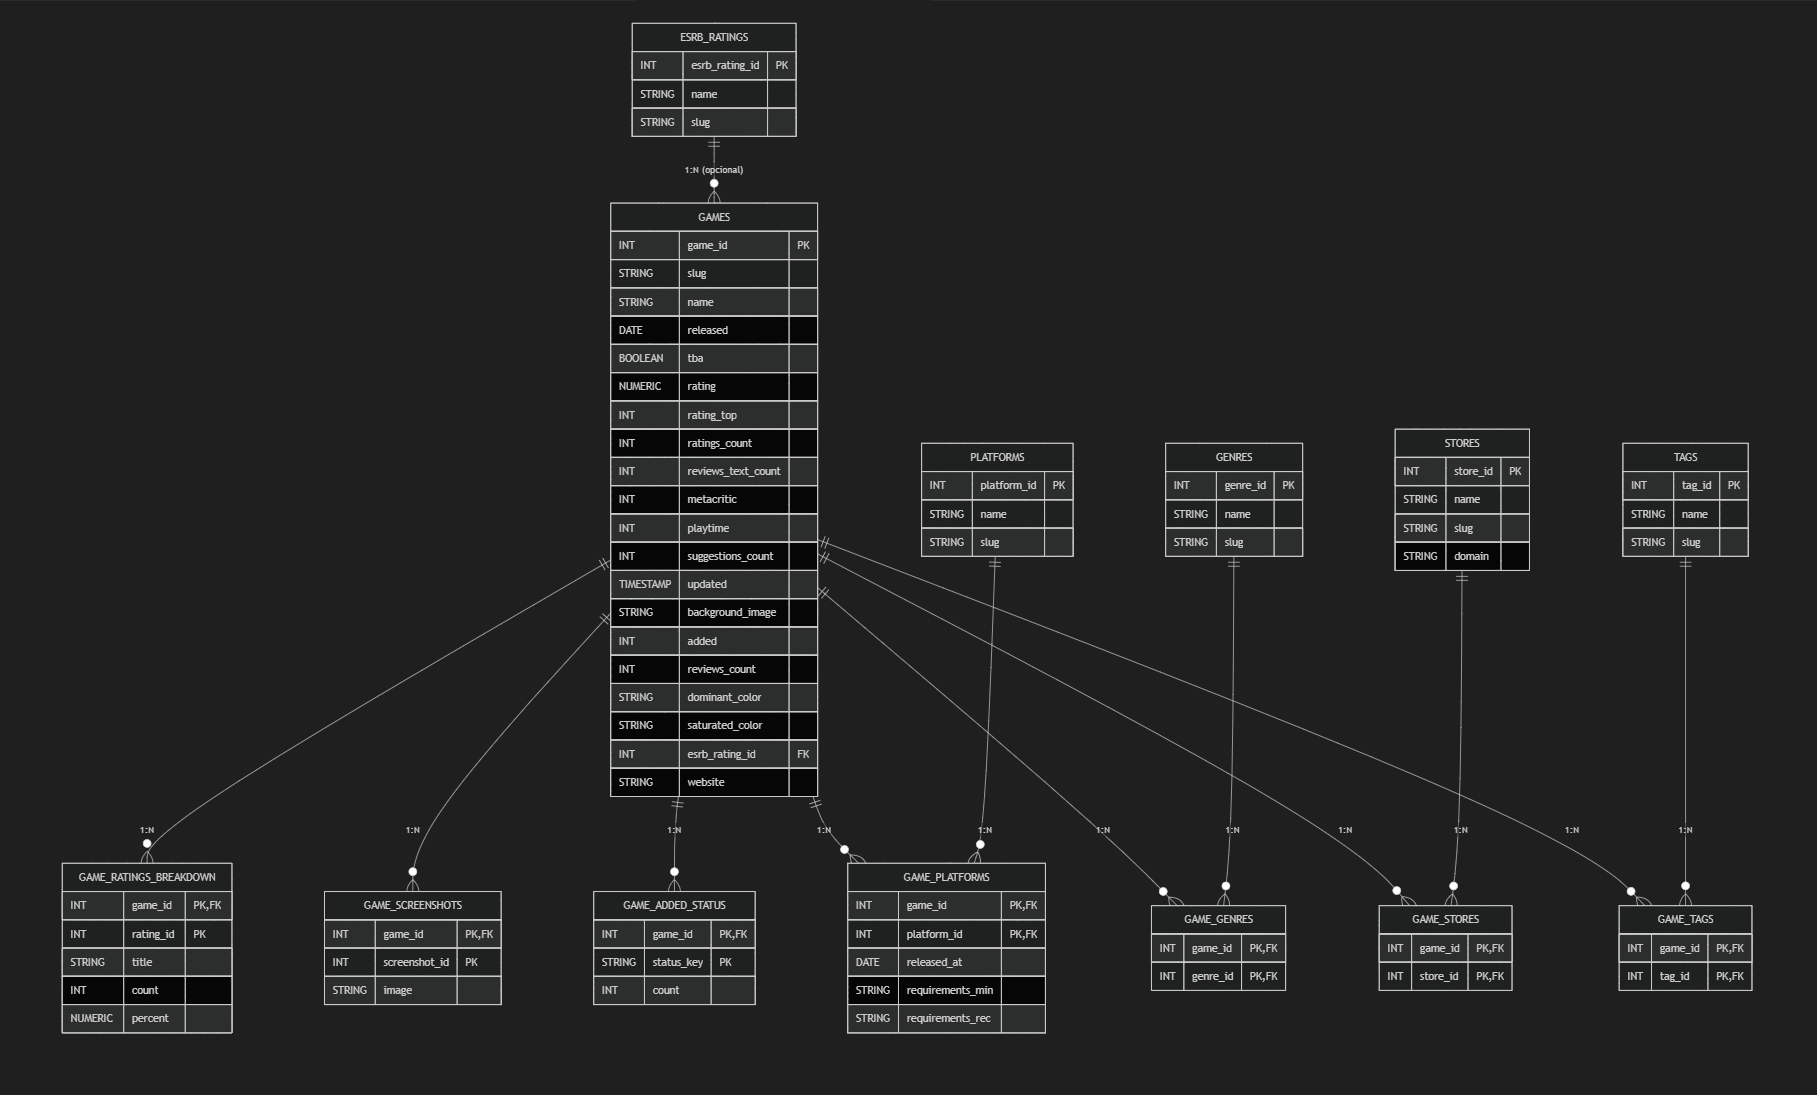 ESRB_RATINGS
INT esrb_rating_id PK
STRING name
STRING slug
1:N (opcional)
GAMES
INT game_id PK
STRING slug
STRING name
DATE released
BOOLEAN tba
NUMERIC rating
INT rating_top
INT ratings_count
INT reviews_text_count
INT metacritic
INT playtime
INT suggestions_count
TIMESTAMP updated
STRING background_image
INT added
INT reviews_count
STRING dominant_color
STRING saturated_color
INT esrb_rating_id FK
STRING website
PLATFORMS
INT platform_id PK
STRING name
STRING slug
GENRES
INT genre_id PK
STRING name
STRING slug
STORES
INT store_id PK
STRING name
STRING slug
STRING domain
TAGS
INT tag_id PK
STRING name
STRING slug
1:N
1:N
1:N
1:N
1:N
1:N
1:N
1:N
1:N
1:N
1:N
GAME_RATINGS_BREAKDOWN
INT game_id PK,FK
INT rating_id PK
STRING title
INT count
NUMERIC percent
GAME_SCREENSHOTS
INT game_id PK,FK
INT screenshot_id PK
STRING image
GAME_ADDED_STATUS
INT game_id PK,FK
STRING status_key PK
INT count
GAME_PLATFORMS
INT game_id PK,FK
INT platform_id PK,FK
DATE released_at
STRING requirements_min
STRING requirements_rec
GAME_GENRES
INT game_id PK,FK
INT genre_id PK,FK
GAME_STORES
INT game_id PK,FK
INT store_id PK,FK
GAME_TAGS
INT game_id PK,FK
INT tag_id PK,FK